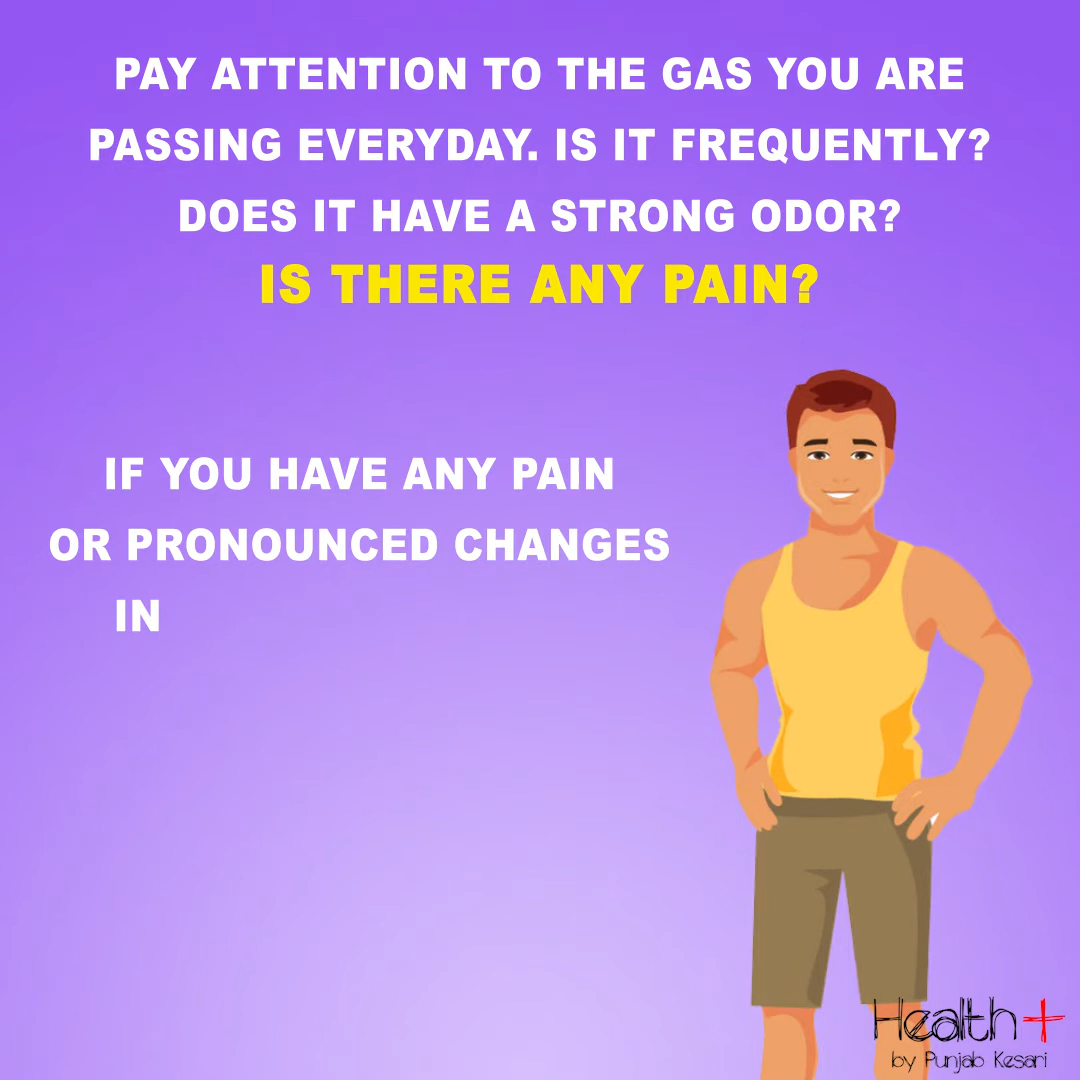 PAY ATTENTION TO THE GAS YOU ARE
PASSING EVERYDAY. IS IT FREQUENTLY?
DOES IT HAVE A STRONG ODOR?
IS THERE ANY PAIN?
IF YOU HAVE ANY PAIN
OR PRONOUNCED CHANGES
IN
Health+
by Punjab Kesari